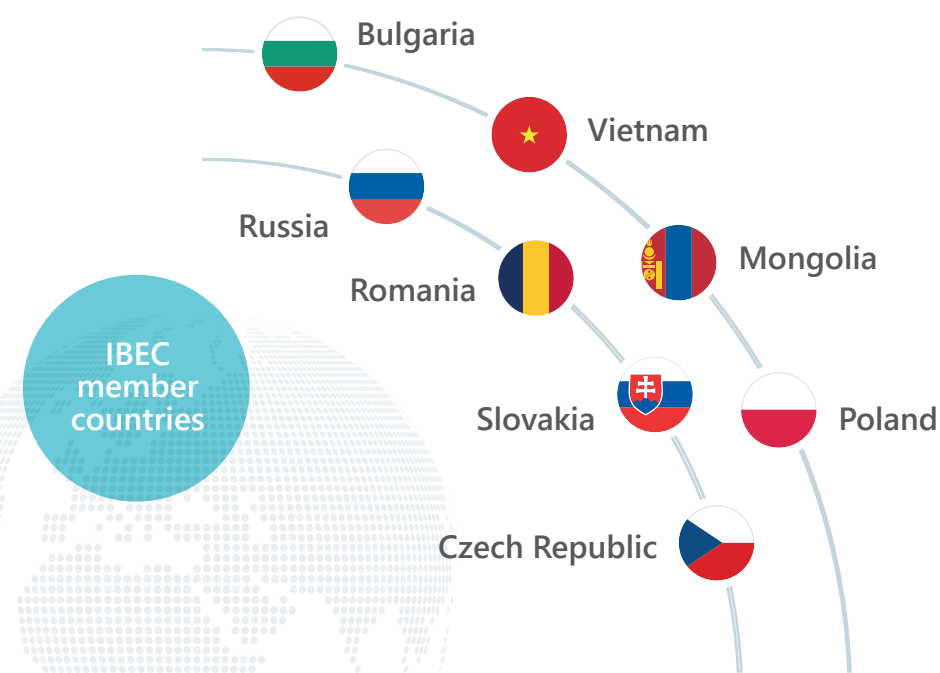 Bulgaria
Vietnam
Russia
Mongolia
Romania
IBEC
member
countries
Slovakia
Poland
Czech Republic